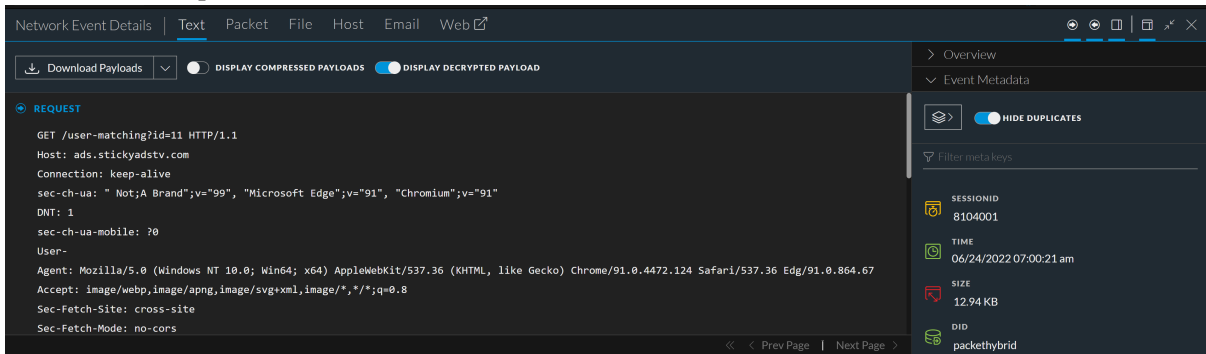 Network Event Details | Text Packet File Host Email Web
Download Payloads DISPLAY COMPRESSED PAYLOADS DISPLAY DECRYPTED PAYLOAD
REQUEST
GET /user-matching?id=11 HTTP/1.1
Host: ads.stickyadstv.com
Connection: keep-alive
sec-ch-ua: " Not;A Brand";v="99", "Microsoft Edge";v="91", "Chromium";v="91"
DNT: 1
sec-ch-ua-mobile: ?0
User-
Agent: Mozilla/5.0 (Windows NT 10.0; Win64; x64) AppleWebKit/537.36 (KHTML, like Gecko) Chrome/91.0.4472.124 Safari/537.36 Edg/91.0.864.67
Accept: image/webp,image/apng,image/svg+xml,image/*,*/*;q=0.8
Sec-Fetch-Site: cross-site
Sec-Fetch-Mode: no-cors
« < Prev Page | Next Page >
> Overview
Event Metadata
HIDE DUPLICATES
Filter meta keys
SESSIONID
8104001
TIME
06/24/2022 07:00:21 am
SIZE
12.94 KB
DID
packethybrid